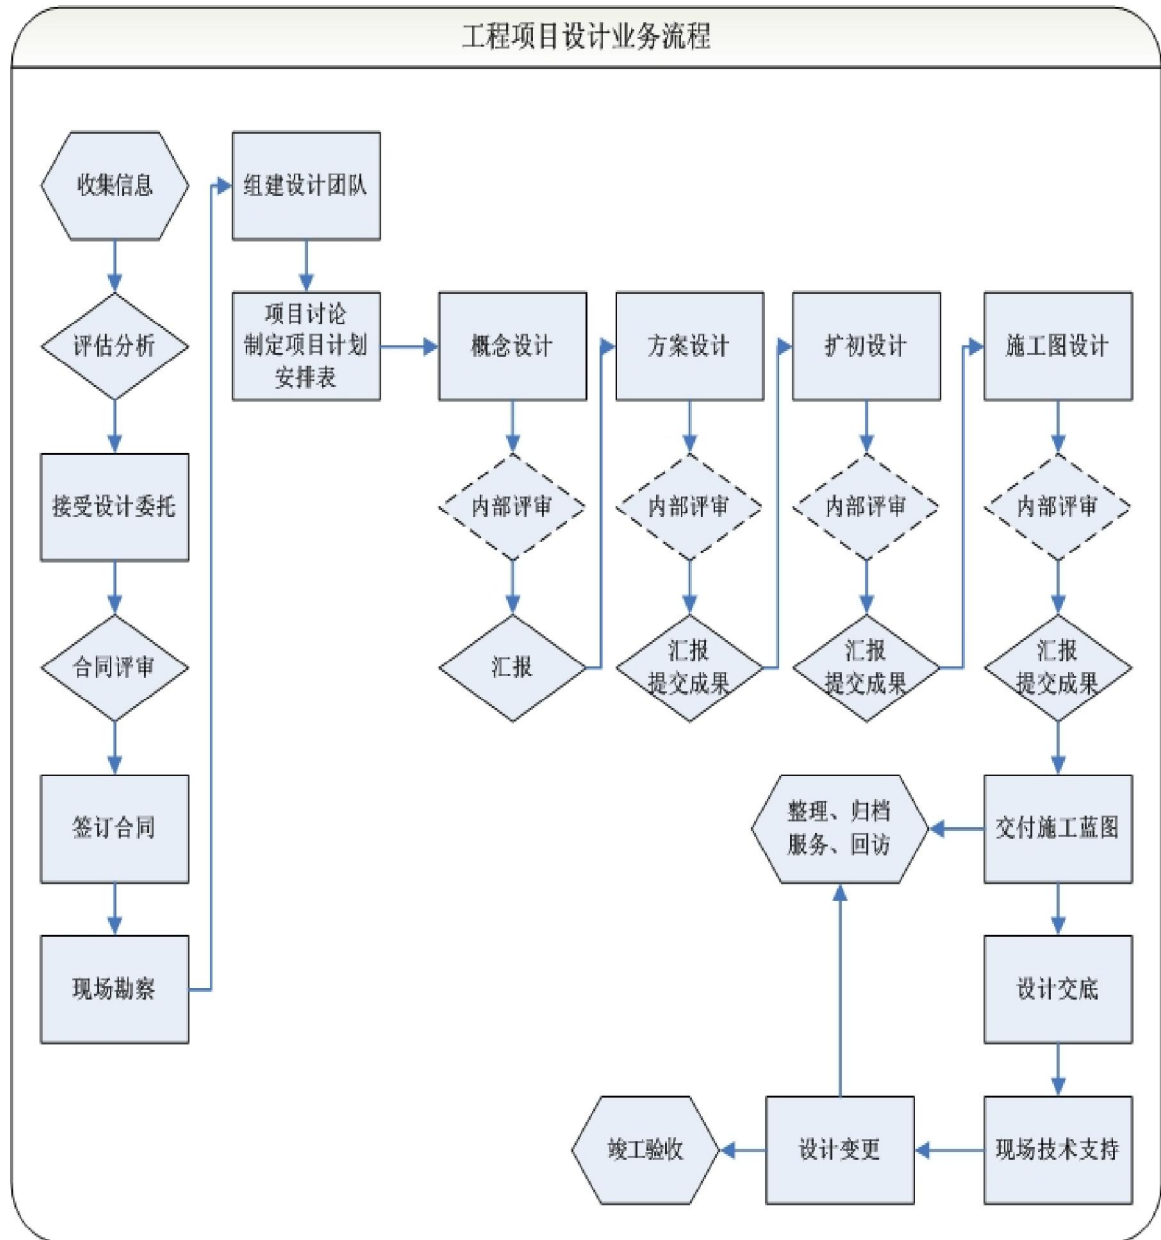 工程项目设计业务流程
收集信息
评估分析
接受设计委托
合同评审
签订合同
现场勘察
组建设计团队
项目讨论
制定项目计划
安排表
概念设计
内部评审
汇报
方案设计
内部评审
汇报
提交成果
扩初设计
内部评审
汇报
提交成果
施工图设计
内部评审
汇报
提交成果
交付施工蓝图
整理、归档
服务、回访
设计交底
现场技术支持
设计变更
竣工验收